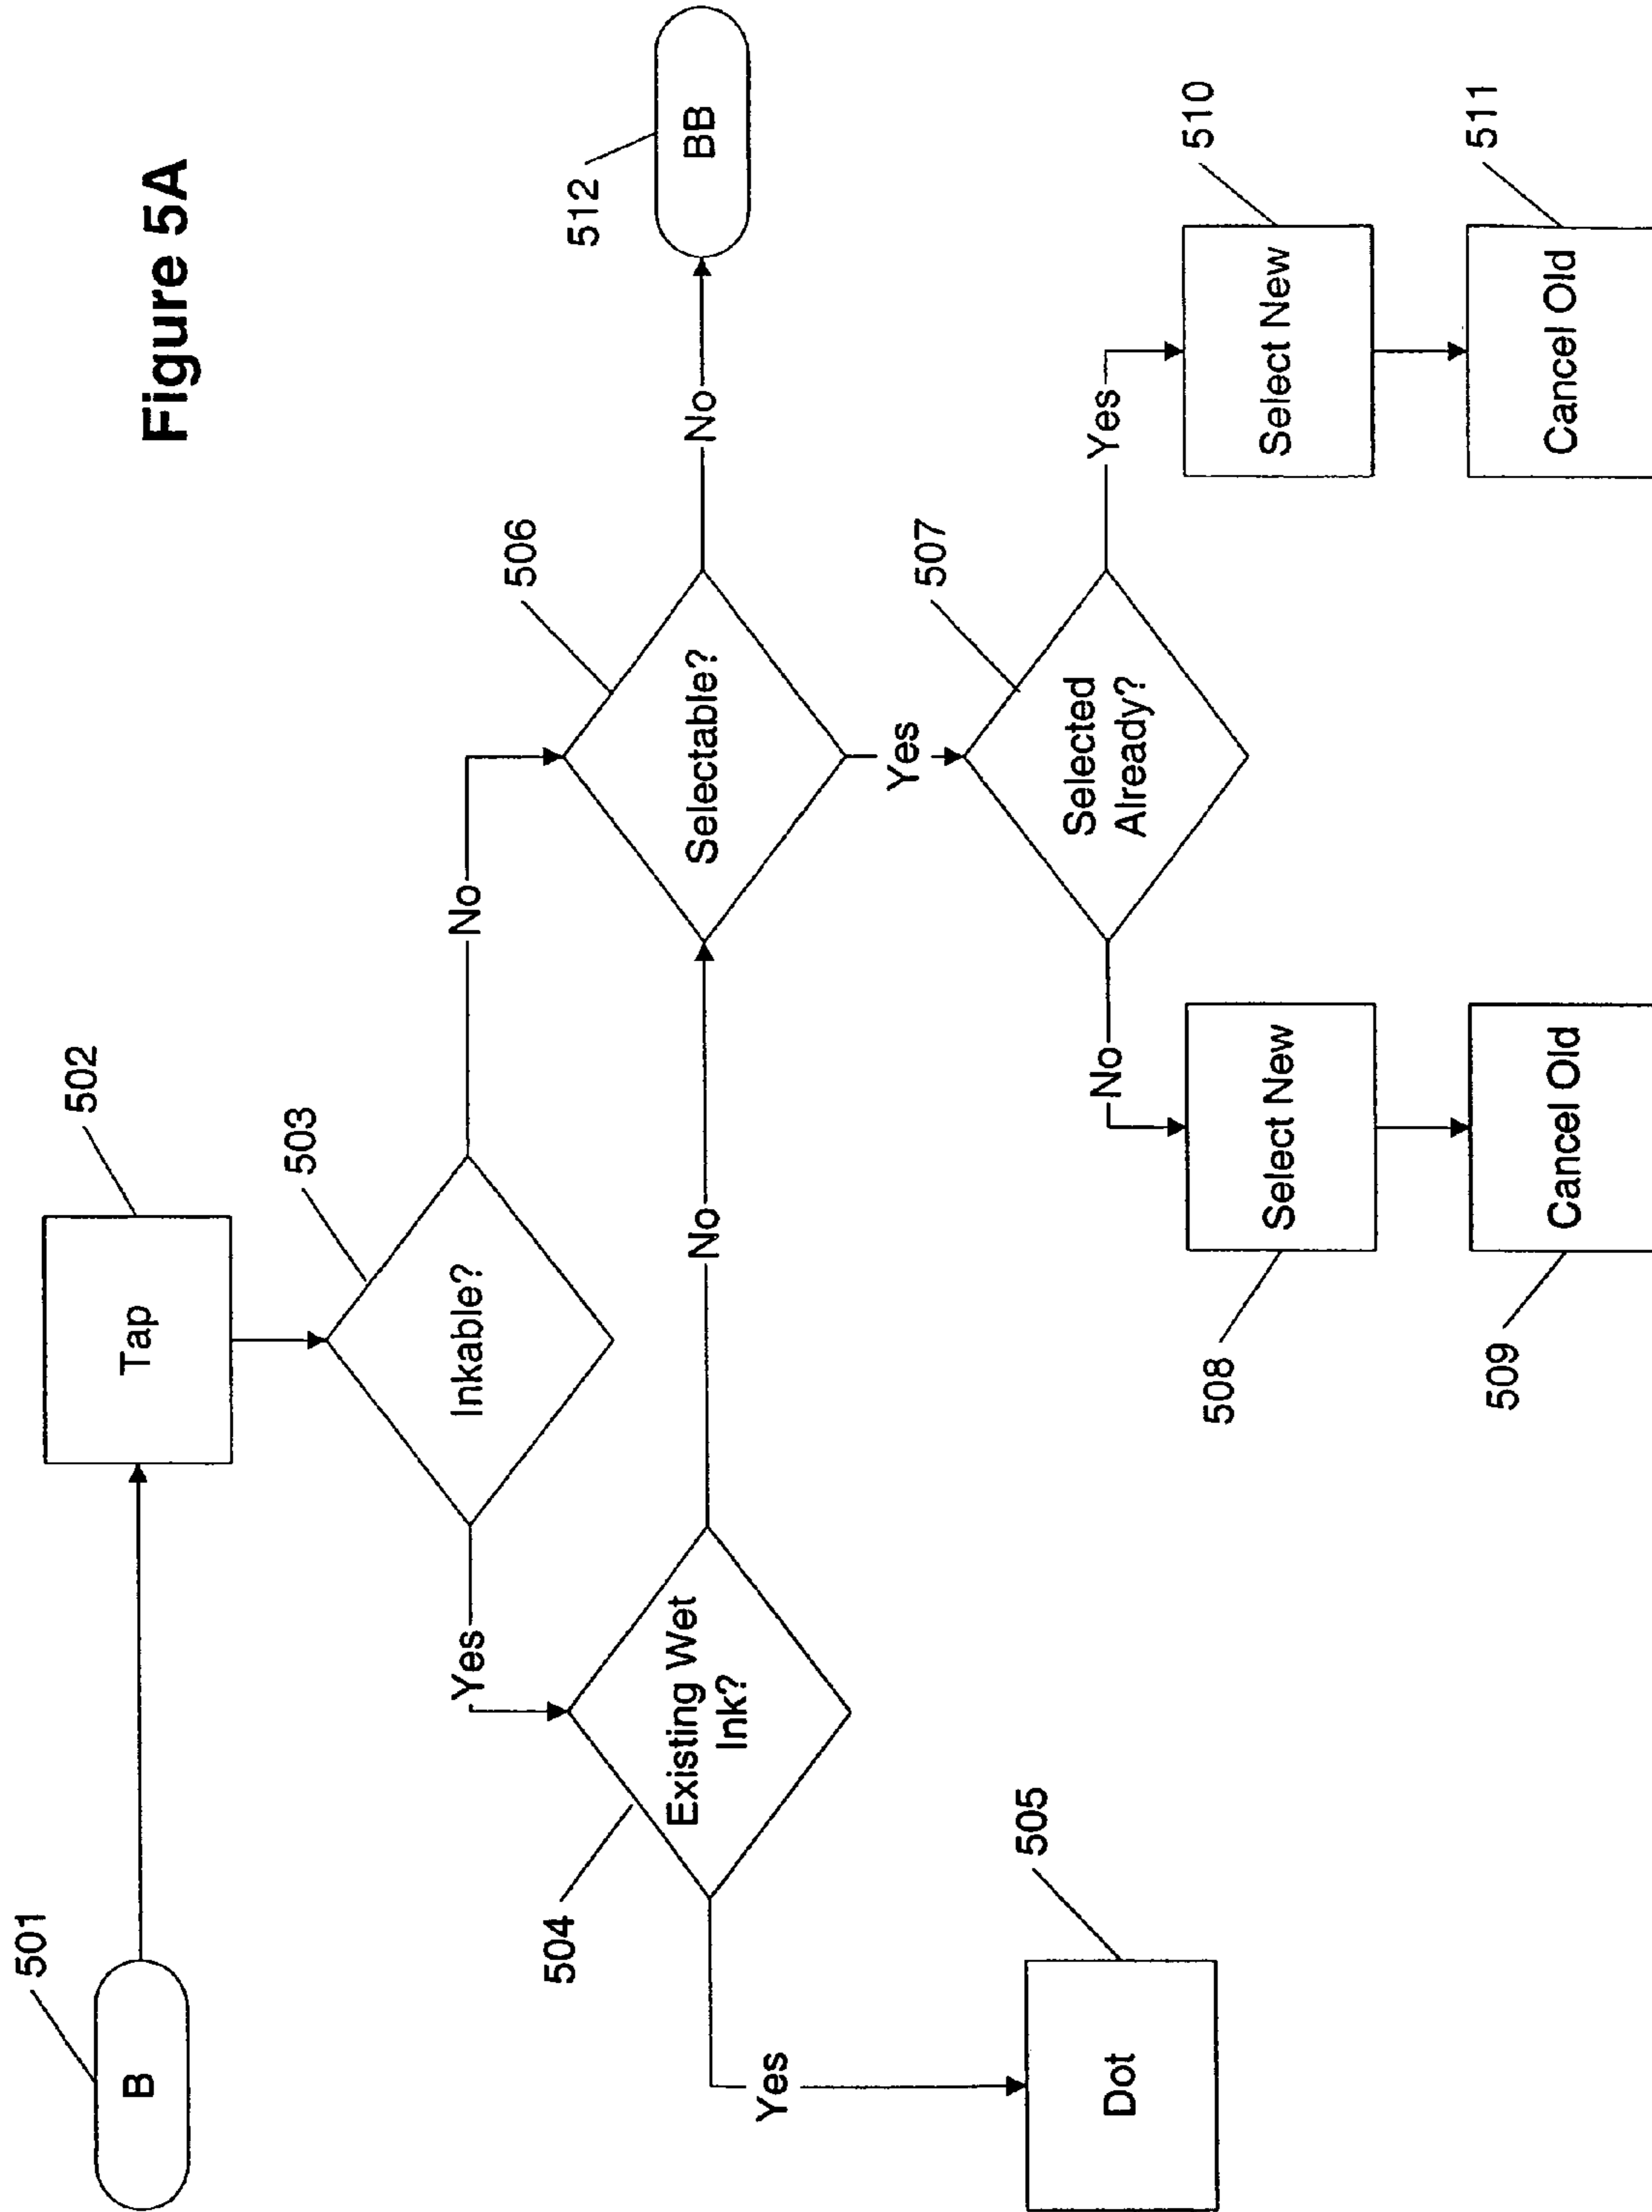 Figure 5A
501
B
502
Tap
503
Inkable?
Yes
No
504
Existing Wet
Ink?
Yes
No
505
Dot
506
Selectable?
No
512
BB
Yes
507
Selected
Already?
No
Yes
508
Select New
509
Cancel Old
510
Select New
511
Cancel Old